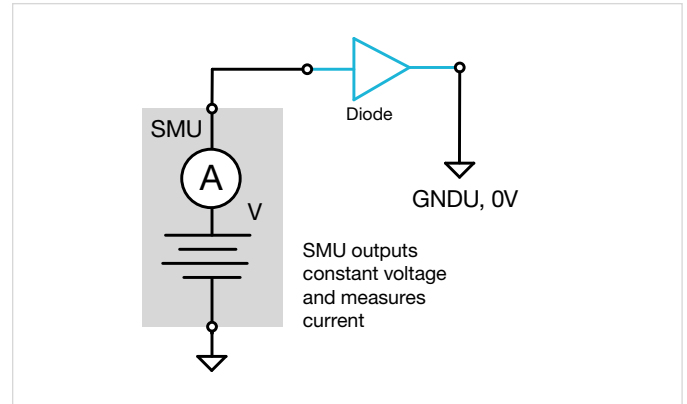 Diode
SMU
A
V
GNDU, 0V
SMU outputs
constant voltage
and measures
current